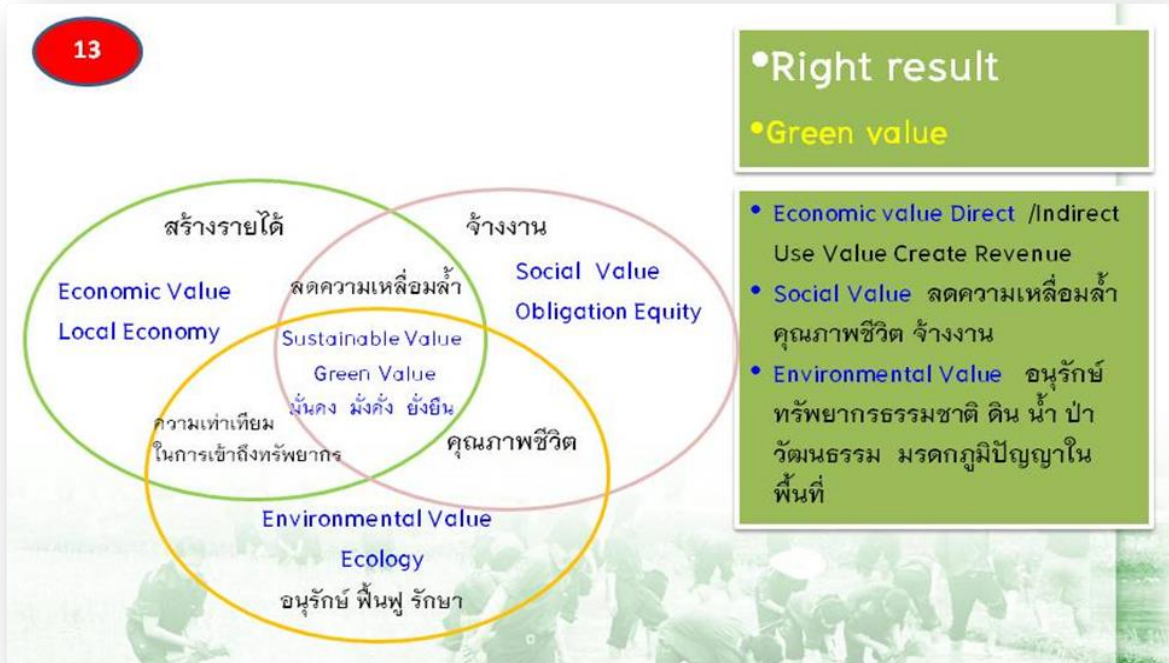 13
•Right result
•Green value
สร้างรายได้
จ้างงาน
Economic Value
Local Economy
ลดความเหลื่อมล้ำ
Social Value
Obligation Equity
Sustainable Value
Green Value
มั่นคง มั่งคั่ง ยั่งยืน
ความเท่าเทียม
ในการเข้าถึงทรัพยากร
คุณภาพชีวิต
Environmental Value
Ecology
อนุรักษ์ ฟื้นฟู รักษา
• Economic value Direct /Indirect
Use Value Create Revenue
• Social Value ลดความเหลื่อมล้ำ
คุณภาพชีวิต จ้างงาน
• Environmental Value อนุรักษ์
ทรัพยากรธรรมชาติ ดิน น้ำ ป่า
วัฒนธรรม มรดกภูมิปัญญาใน
พื้นที่